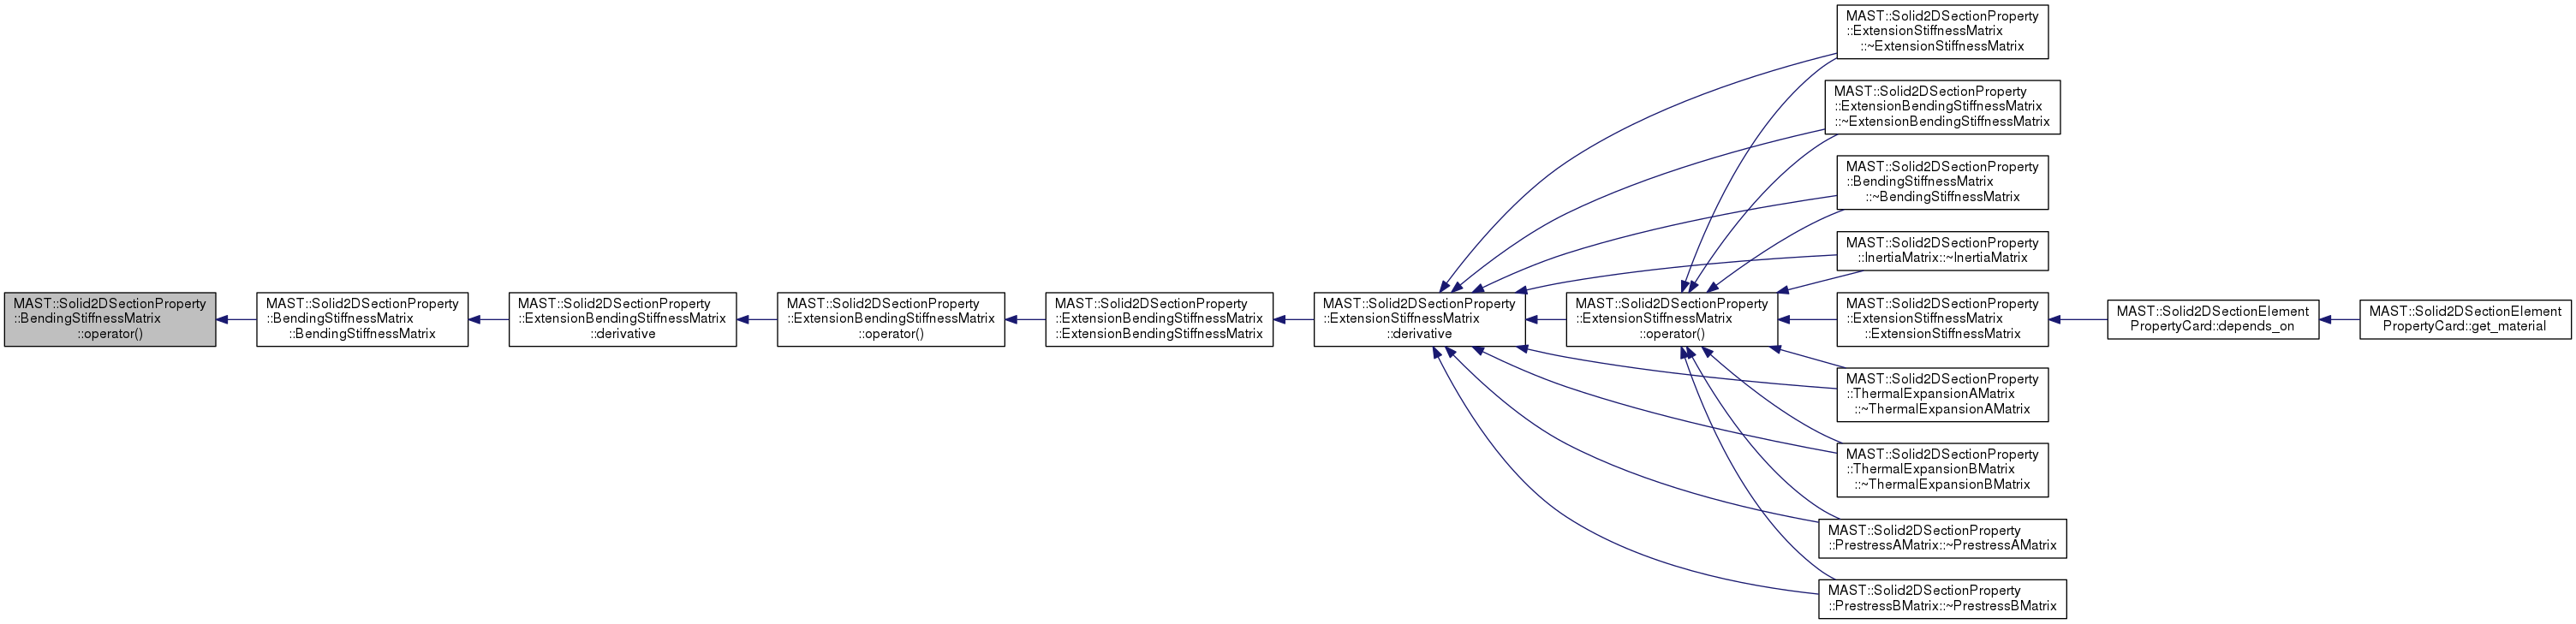 MAST::Solid2DSectionProperty
::BendingStiffnessMatrix
::operator()
MAST::Solid2DSectionProperty
::BendingStiffnessMatrix
::BendingStiffnessMatrix
MAST::Solid2DSectionProperty
::ExtensionBendingStiffnessMatrix
::derivative
MAST::Solid2DSectionProperty
::ExtensionBendingStiffnessMatrix
::operator()
MAST::Solid2DSectionProperty
::ExtensionBendingStiffnessMatrix
::ExtensionBendingStiffnessMatrix
MAST::Solid2DSectionProperty
::ExtensionStiffnessMatrix
::derivative
MAST::Solid2DSectionProperty
::ExtensionStiffnessMatrix
::operator()
MAST::Solid2DSectionProperty
::ExtensionStiffnessMatrix
::~ExtensionStiffnessMatrix
MAST::Solid2DSectionProperty
::ExtensionBendingStiffnessMatrix
::~ExtensionBendingStiffnessMatrix
MAST::Solid2DSectionProperty
::BendingStiffnessMatrix
::~BendingStiffnessMatrix
MAST::Solid2DSectionProperty
::InertiaMatrix::~InertiaMatrix
MAST::Solid2DSectionProperty
::ExtensionStiffnessMatrix
::ExtensionStiffnessMatrix
MAST::Solid2DSectionProperty
::ThermalExpansionAMatrix
::~ThermalExpansionAMatrix
MAST::Solid2DSectionProperty
::ThermalExpansionBMatrix
::~ThermalExpansionBMatrix
MAST::Solid2DSectionProperty
::PrestressAMatrix::~PrestressAMatrix
MAST::Solid2DSectionProperty
::PrestressBMatrix::~PrestressBMatrix
MAST::Solid2DSectionElement
PropertyCard::depends_on
MAST::Solid2DSectionElement
PropertyCard::get_material